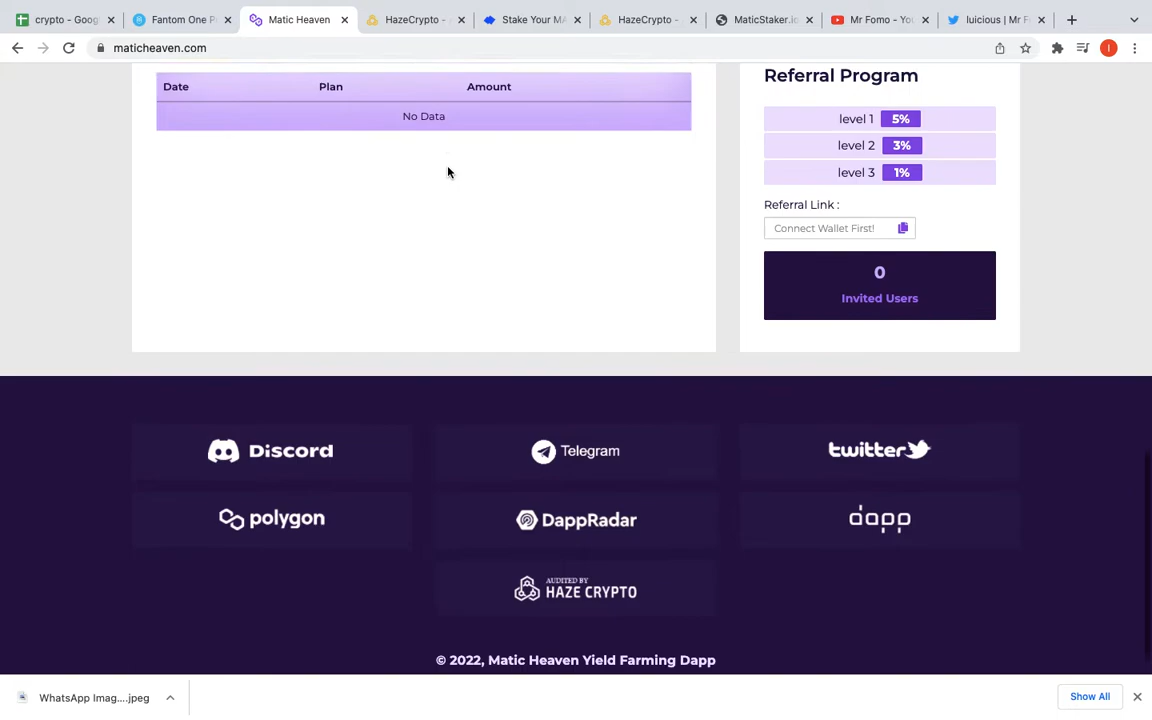 crypto - Goog
Fantom One P
Matic Heaven
HazeCrypto - A
Stake Your MA
HazeCrypto -
MaticStaker.io
Mr Fomo - You
luicious | Mr F
maticheaven.com
I
Date Plan Amount
No Data
Referral Program
level 1 5%
level 2 3%
level 3 1%
Referral Link :
Connect Wallet First!
0
Invited Users
Discord
Telegram
twitter
polygon
DappRadar
dapp
AUDITED BY
HAZE CRYPTO
© 2022, Matic Heaven Yield Farming Dapp
WhatsApp Imag....jpeg
Show All